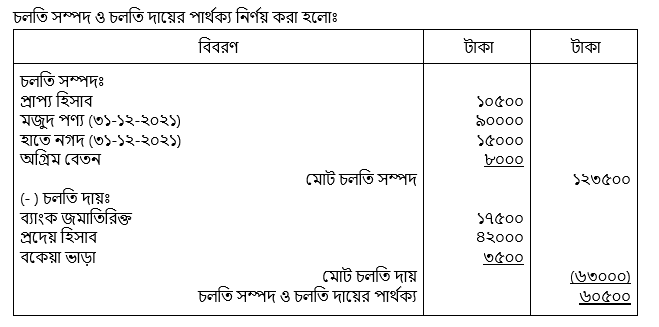 চলতি সম্পদ ও চলতি দায়ের পার্থক্য নির্ণয় করা হলোঃ
বিবরণ টাকা টাকা
চলতি সম্পদঃ
প্রাপ্য হিসাব ১০৫০০
মজুদ পণ্য (৩১-১২-২০২১) ৯০০০০
হাতে নগদ (৩১-১২-২০২১) ১৫০০০
অগ্রিম বেতন ৮০০০
মোট চলতি সম্পদ ১২৩৫০০
(- ) চলতি দায়ঃ
ব্যাংক জমাতিরিক্ত ১৭৫০০
প্রদেয় হিসাব ৪২০০০
বকেয়া ভাড়া ৩৫০০
মোট চলতি দায় (৬৩০০০)
চলতি সম্পদ ও চলতি দায়ের পার্থক্য ৬০৫০০